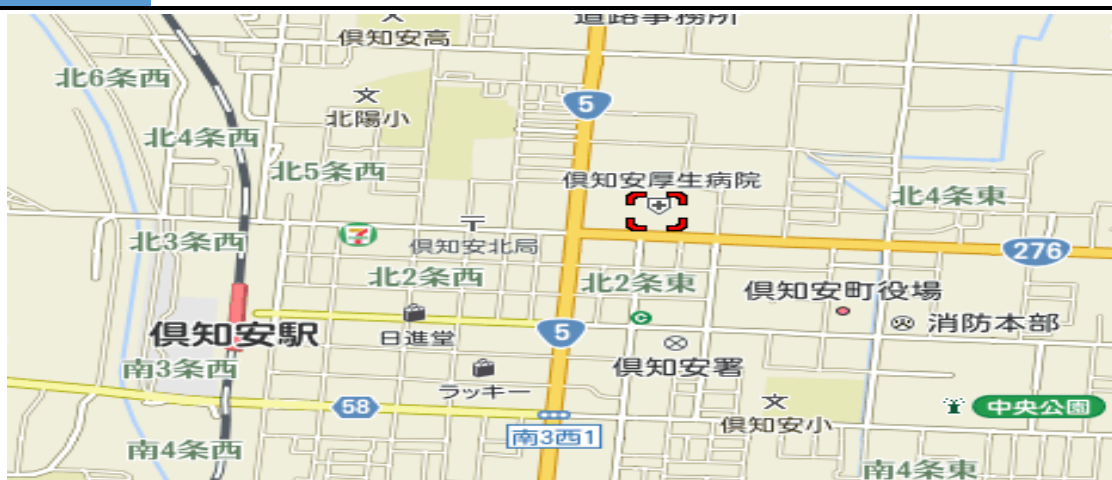 道路事務所
倶知安高
北6条西
5
北陽小
北4条西
北5条西
倶知安厚生病院
北4条東
北3条西
7
倶知安北局
276
北2条西
北2条東
倶知安町役場
倶知安駅
日進堂
5
C
消防本部
南3条西
倶知安署
ラッキー
58
倶知安小
中央公園
南3西1
南4条西
南4条東